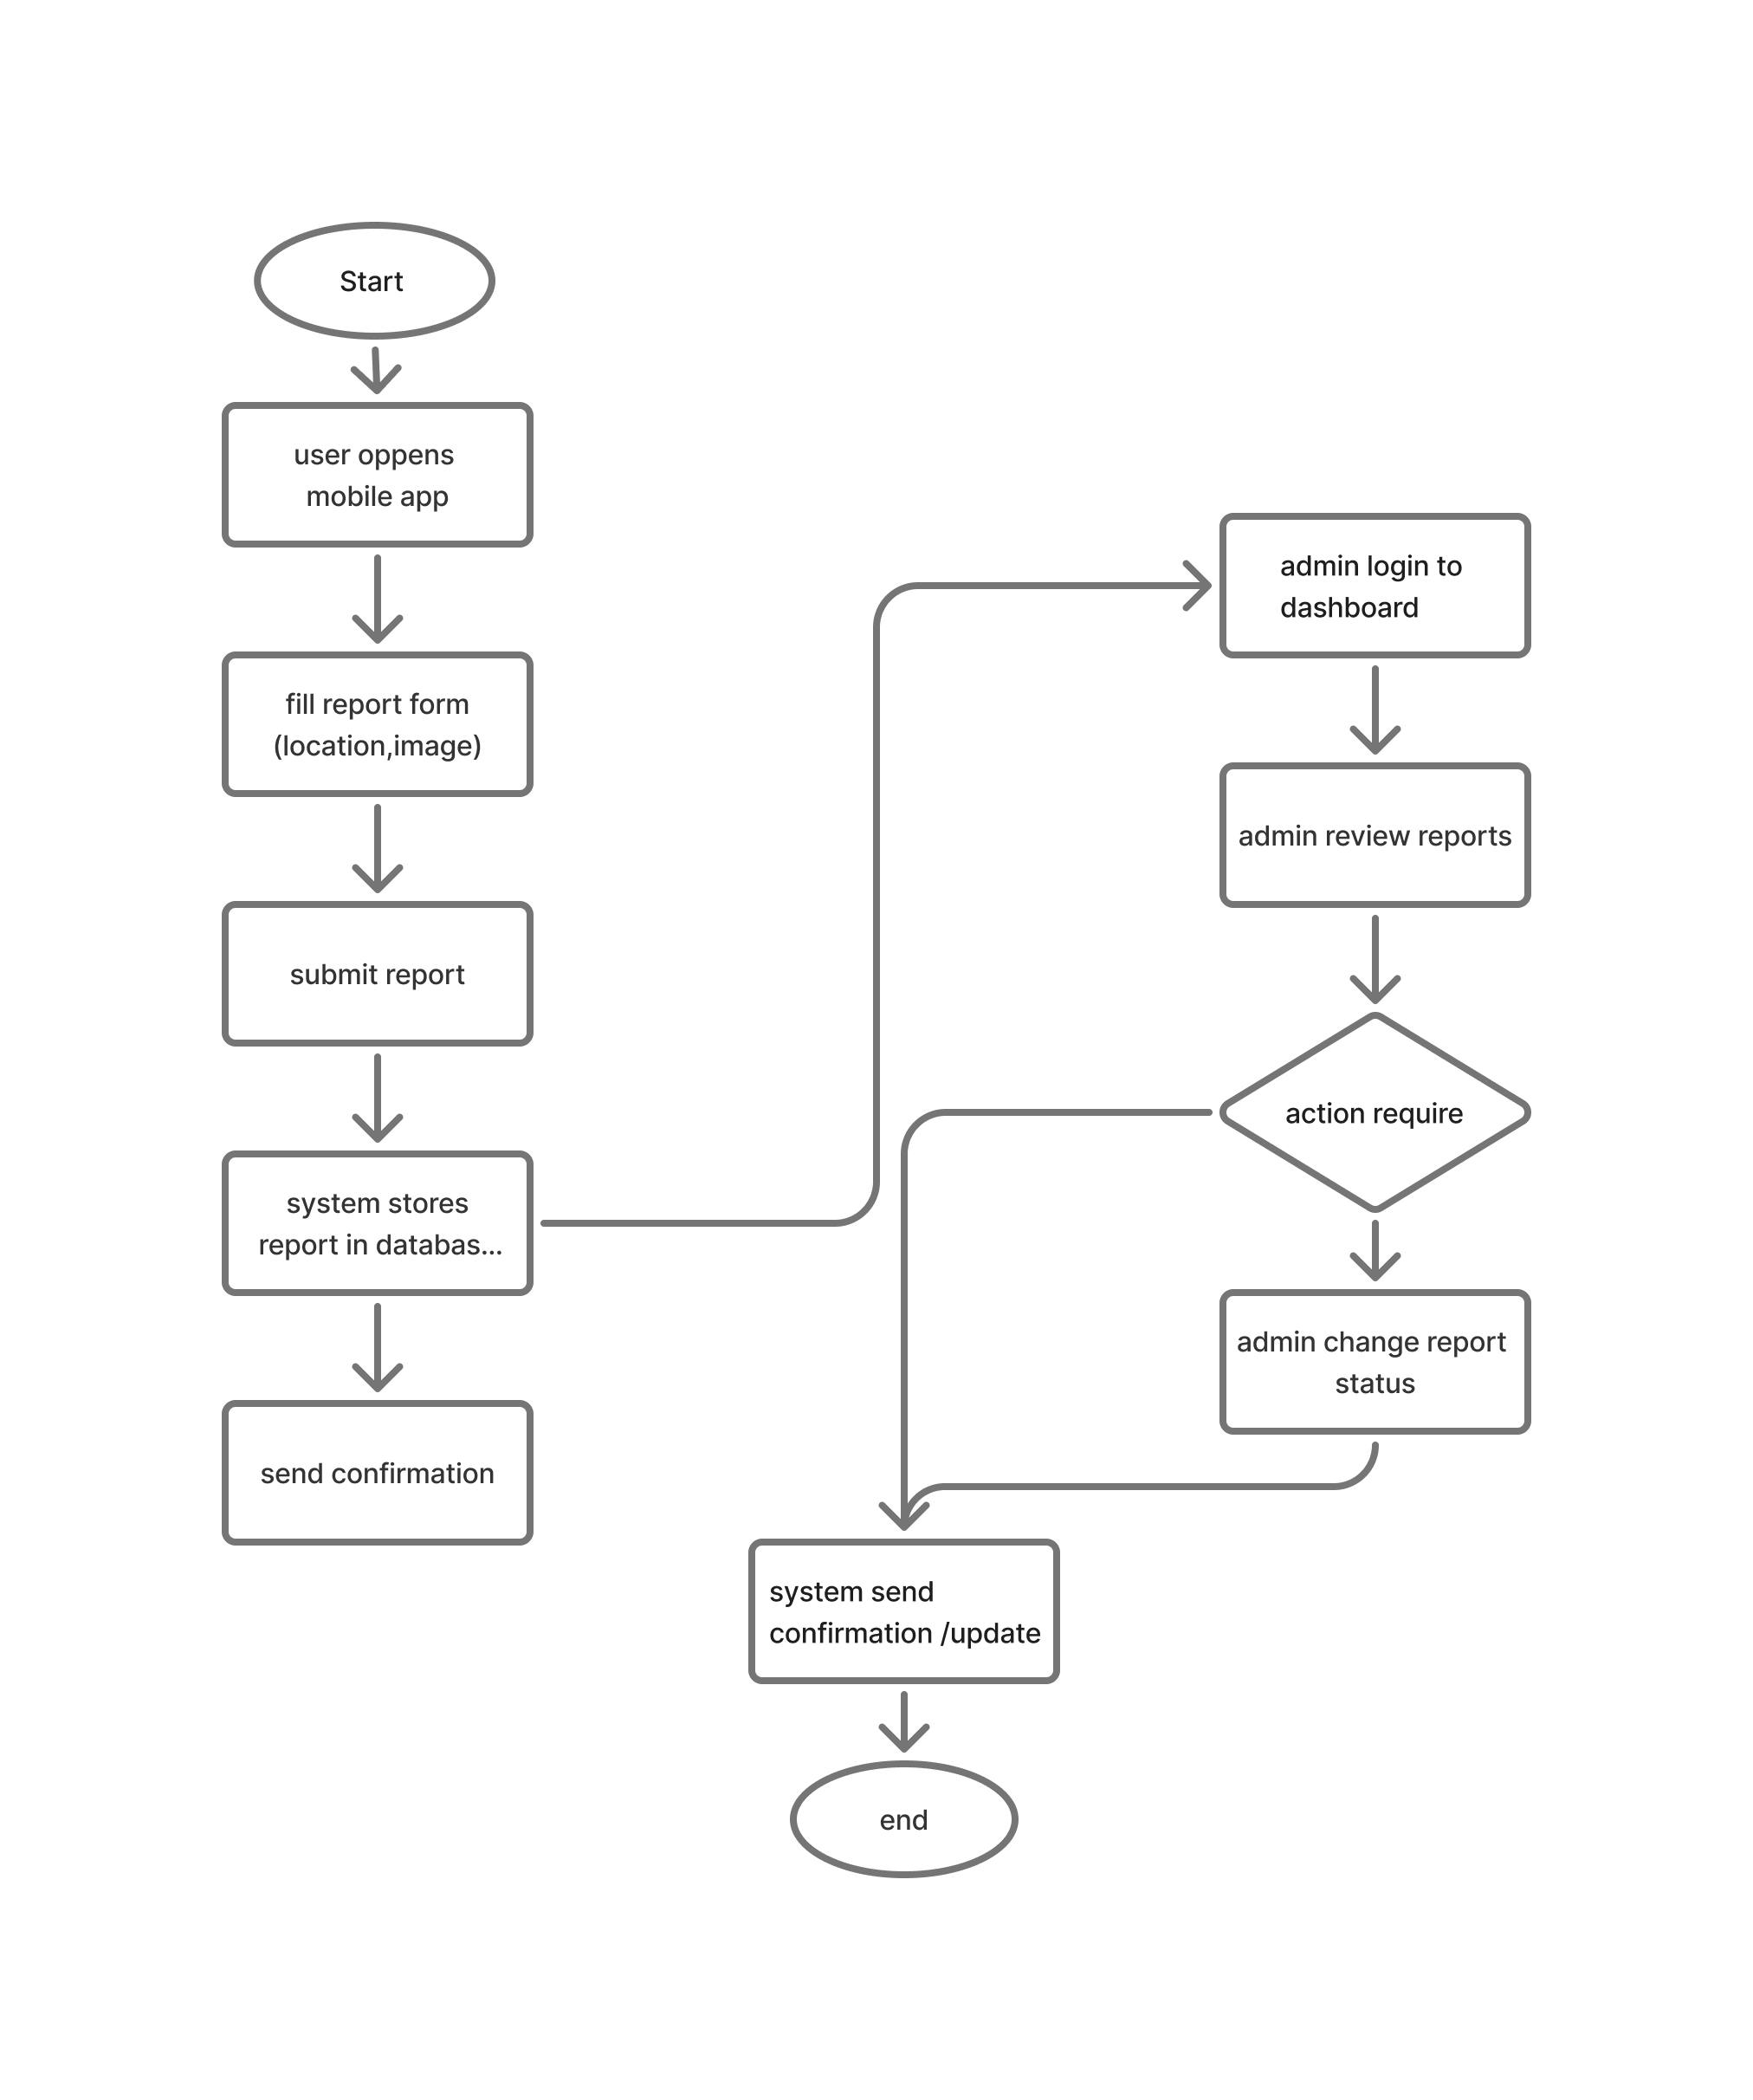 Start
user oppens
mobile app
fill report form
(location,image)
submit report
system stores
report in databas...
send confirmation
admin login to
dashboard
admin review reports
action require
admin change report
status
system send
confirmation /update
end